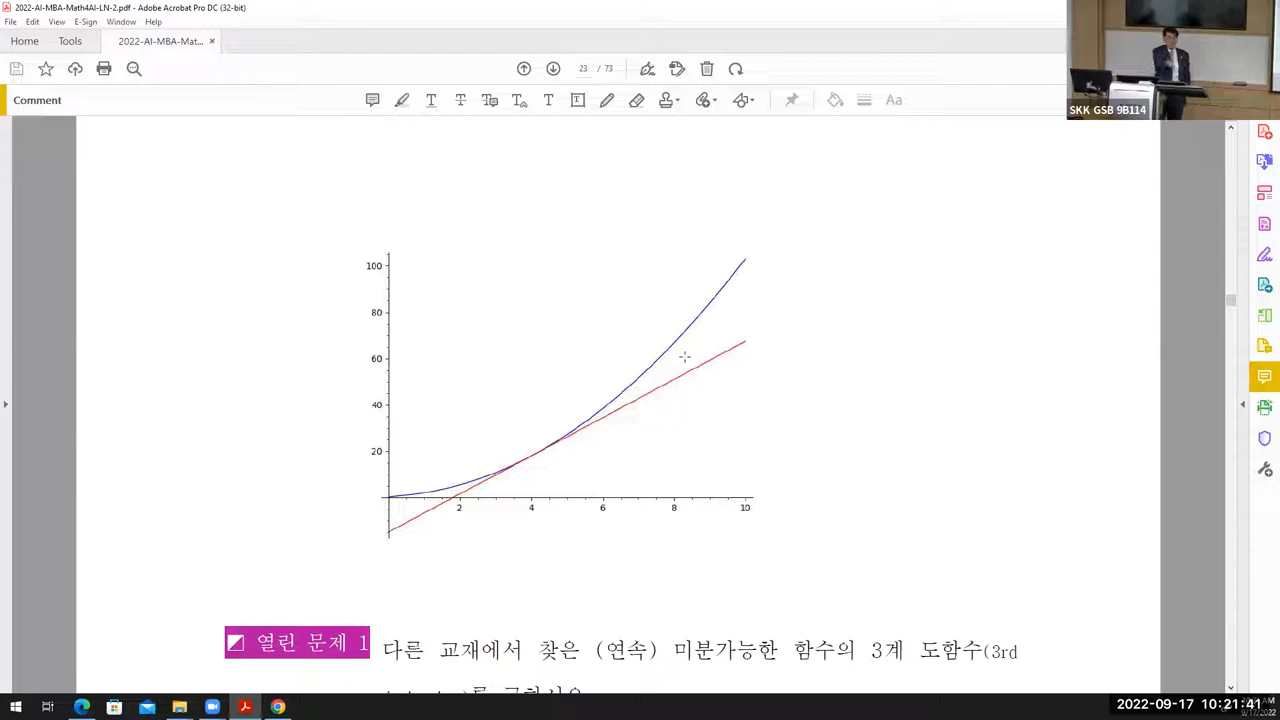 2022-AI-MBA-Math4AI-LN-2.pdf - Adobe Acrobat Pro DC (32-bit)
File Edit View E-Sign Window Help
Home Tools 2022-AI-MBA-Mat... ×
23 / 73
Comment
Aa
SKK GSB 9B114
100
80
60
40
20
2 4 6 8 10
열린 문제 1 다른 교재에서 찾은 (연속) 미분가능한 함수의 3계 도함수(3rd
2022-09-17 10:21:41